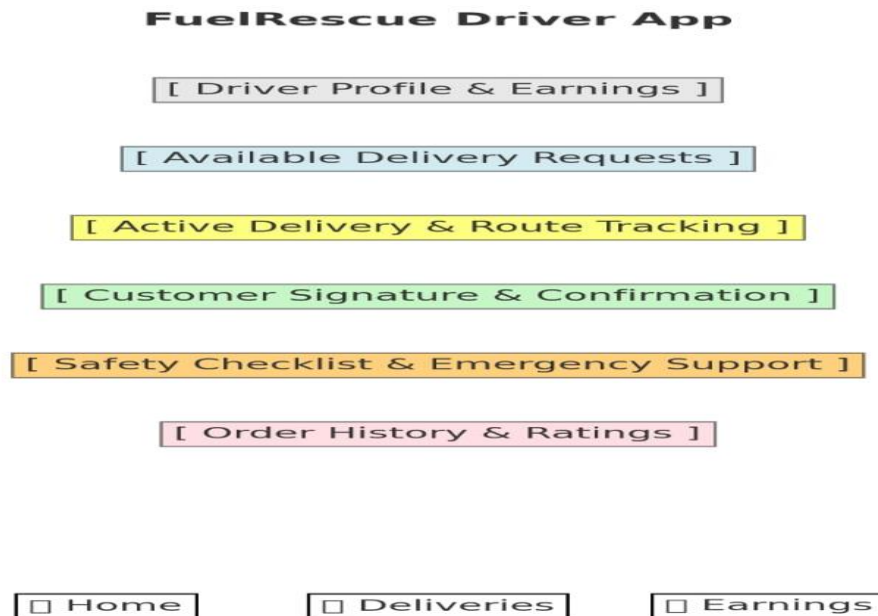 FuelRescue Driver App
[ Driver Profile & Earnings ]
[ Available Delivery Requests ]
[ Active Delivery & Route Tracking ]
[ Customer Signature & Confirmation ]
[ Safety Checklist & Emergency Support ]
[ Order History & Ratings ]
▯ Home ▯ Deliveries ▯ Earnings